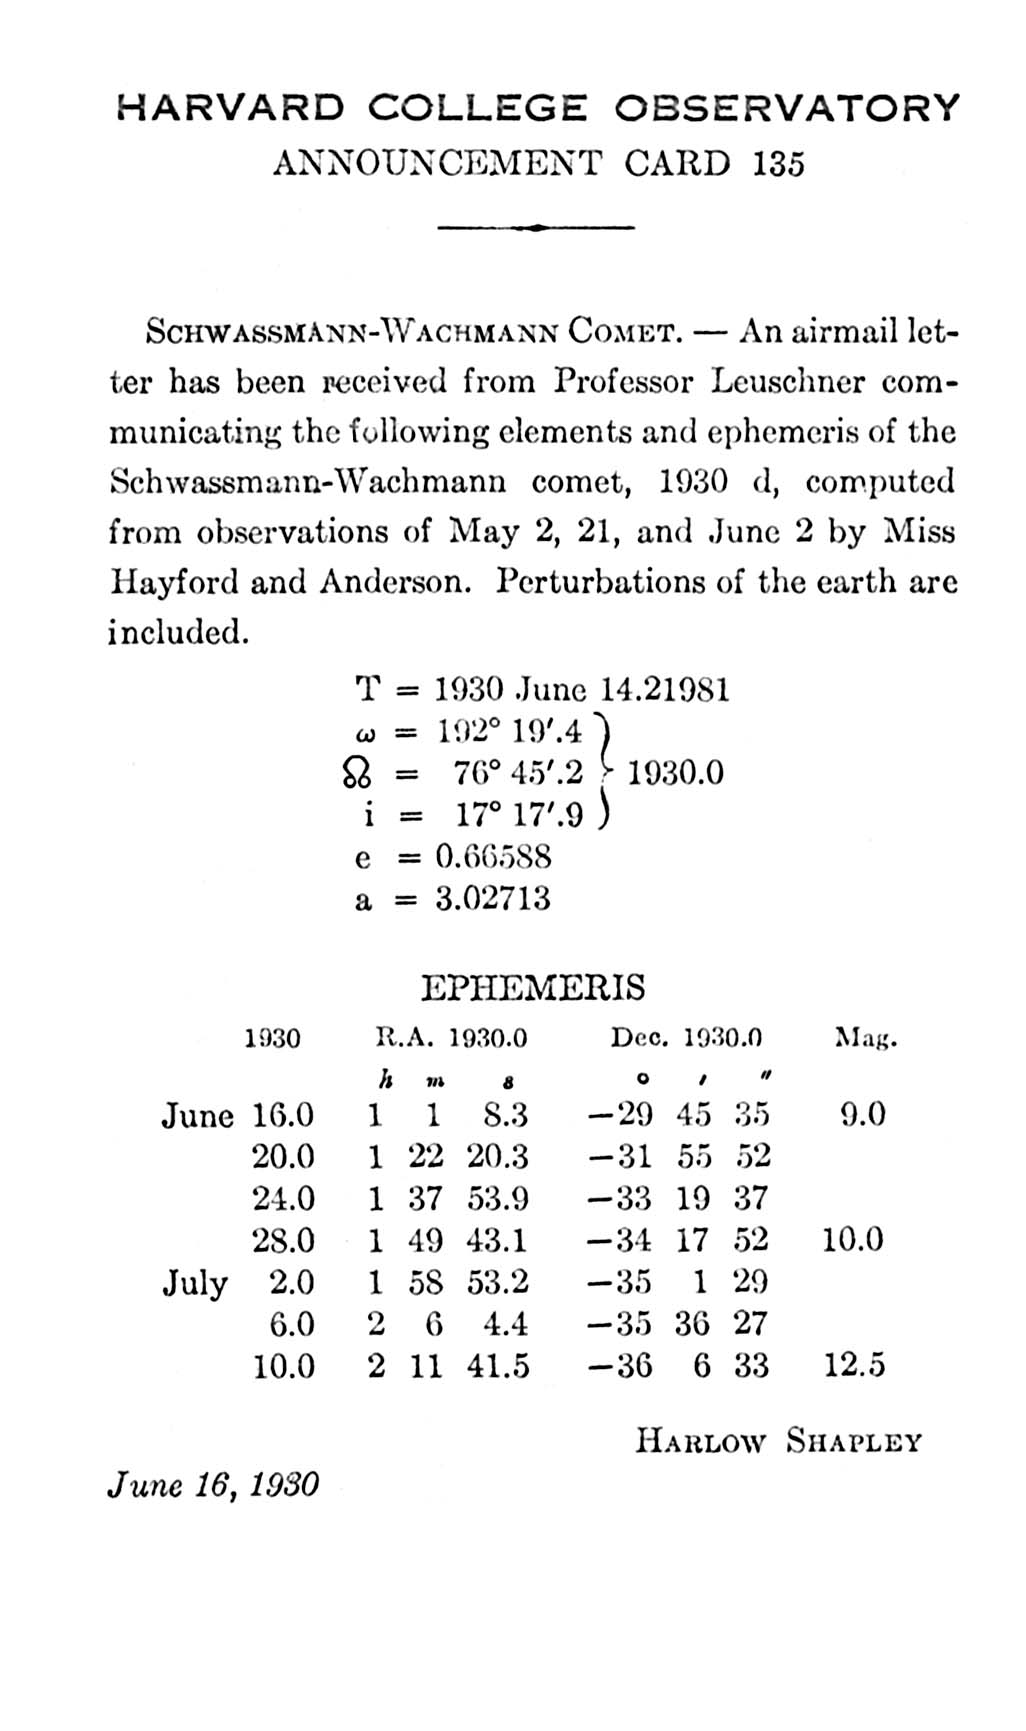 HARVARD COLLEGE OBSERVATORY
ANNOUNCEMENT CARD 135
SCHWASSMANN-WACHMANN COMET. — An airmail let-
ter has been received from Professor Leuschner com-
municating the following elements and ephemeris of the
Schwassmann-Wachmann comet, 1930 d, computed
from observations of May 2, 21, and June 2 by Miss
Hayford and Anderson. Perturbations of the earth are
included.
T = 1930 June 14.21981
ω = 192° 19′.4
☊ = 76° 45′.2 } 1930.0
i = 17° 17′.9
e = 0.66588
a = 3.02713
EPHEMERIS
1930 R.A. 1930.0 Dec. 1930.0 Mag.
h m s ° ′ ″
June 16.0 1 1 8.3 —29 45 35 9.0
20.0 1 22 20.3 —31 55 52
24.0 1 37 53.9 —33 19 37
28.0 1 49 43.1 —34 17 52 10.0
July 2.0 1 58 53.2 —35 1 29
6.0 2 6 4.4 —35 36 27
10.0 2 11 41.5 —36 6 33 12.5
HARLOW SHAPLEY
June 16, 1930